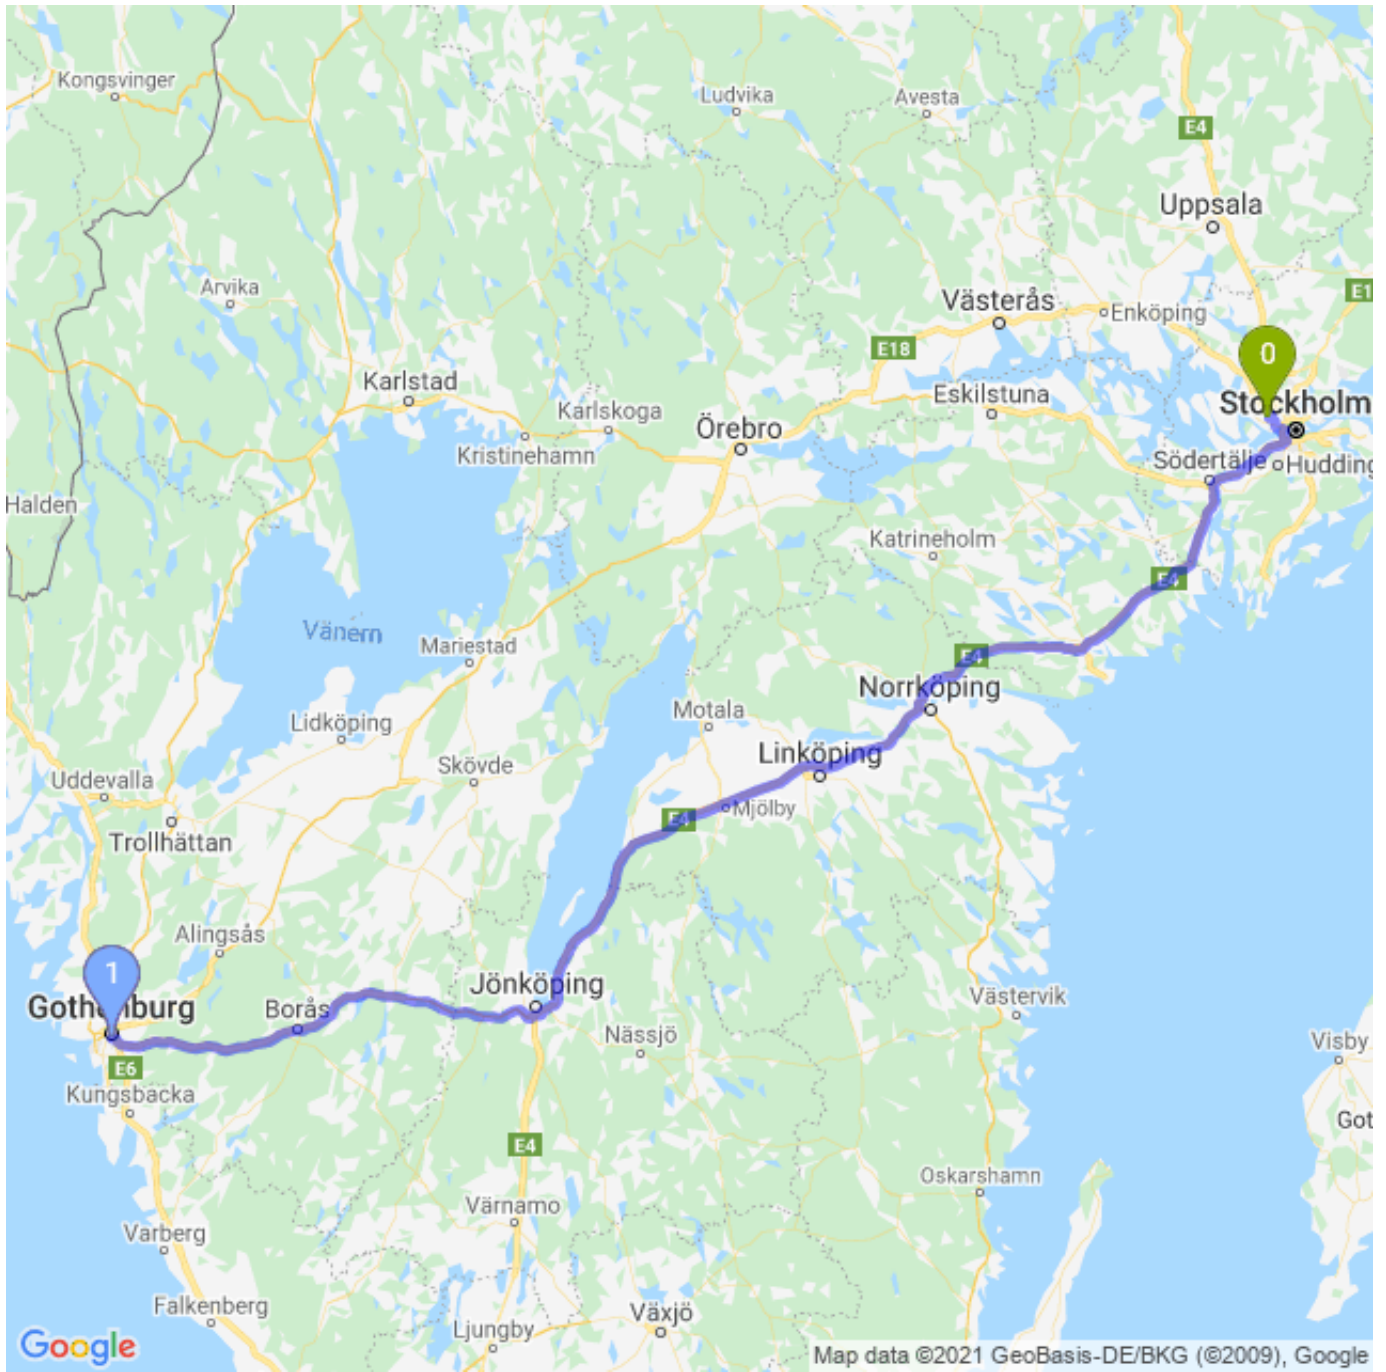 Kongsvinger
Ludvika
Avesta
E4
Uppsala
Arvika
E1
Västerås
Enköping
E18
0
Karlstad
Karlskoga
Eskilstuna
Stockholm
Örebro
Kristinehamn
Södertälje
Hudding
Halden
Katrineholm
E4
Vänern
Mariestad
E4
Norrköping
Motala
Lidköping
Linköping
Skövde
Uddevalla
Mjölby
E4
Trollhättan
Alingsås
1
Jönköping
Västervik
Gothenburg
Borås
Nässjö
Visby
E6
Kungsbacka
Got
E4
Oskarshamn
Värnamo
Varberg
Falkenberg
Växjö
Ljungby
Google
Map data ©2021 GeoBasis-DE/BKG (©2009), Google